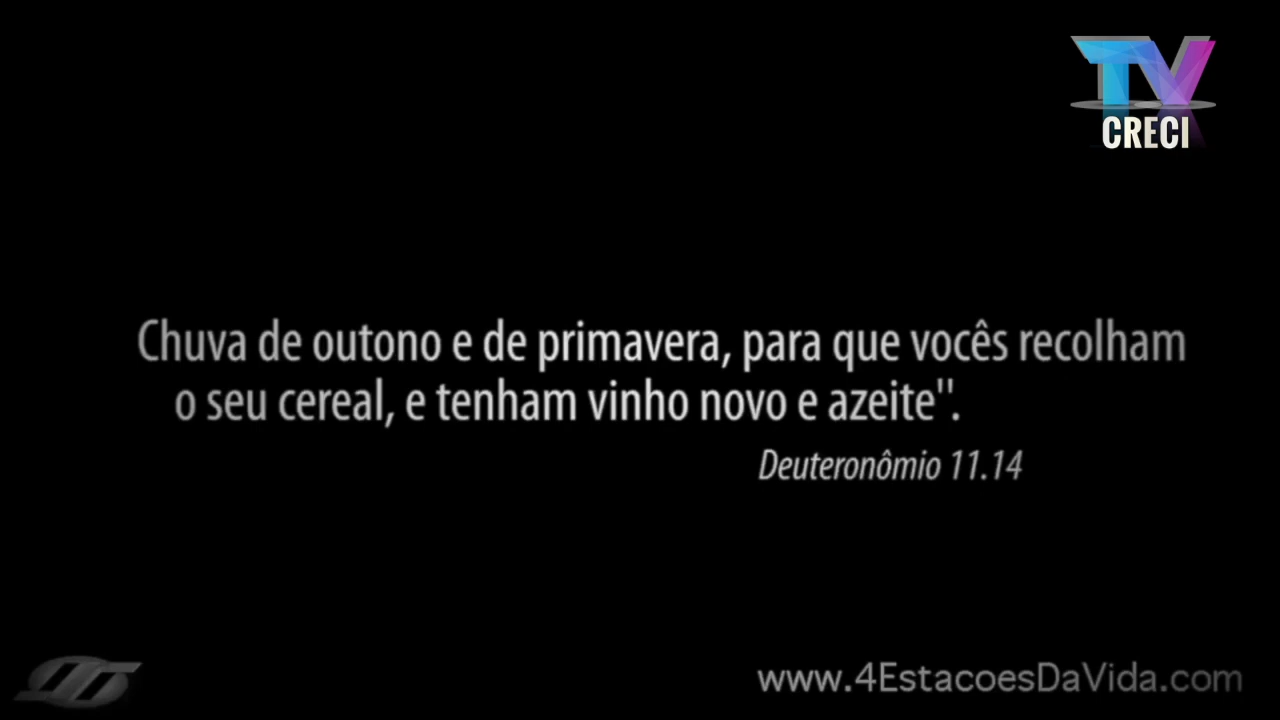 TV
CRECI
Chuva de outono e de primavera, para que vocês recolham
o seu cereal, e tenham vinho novo e azeite".
Deuteronômio 11.14
www.4EstacoesDaVida.com